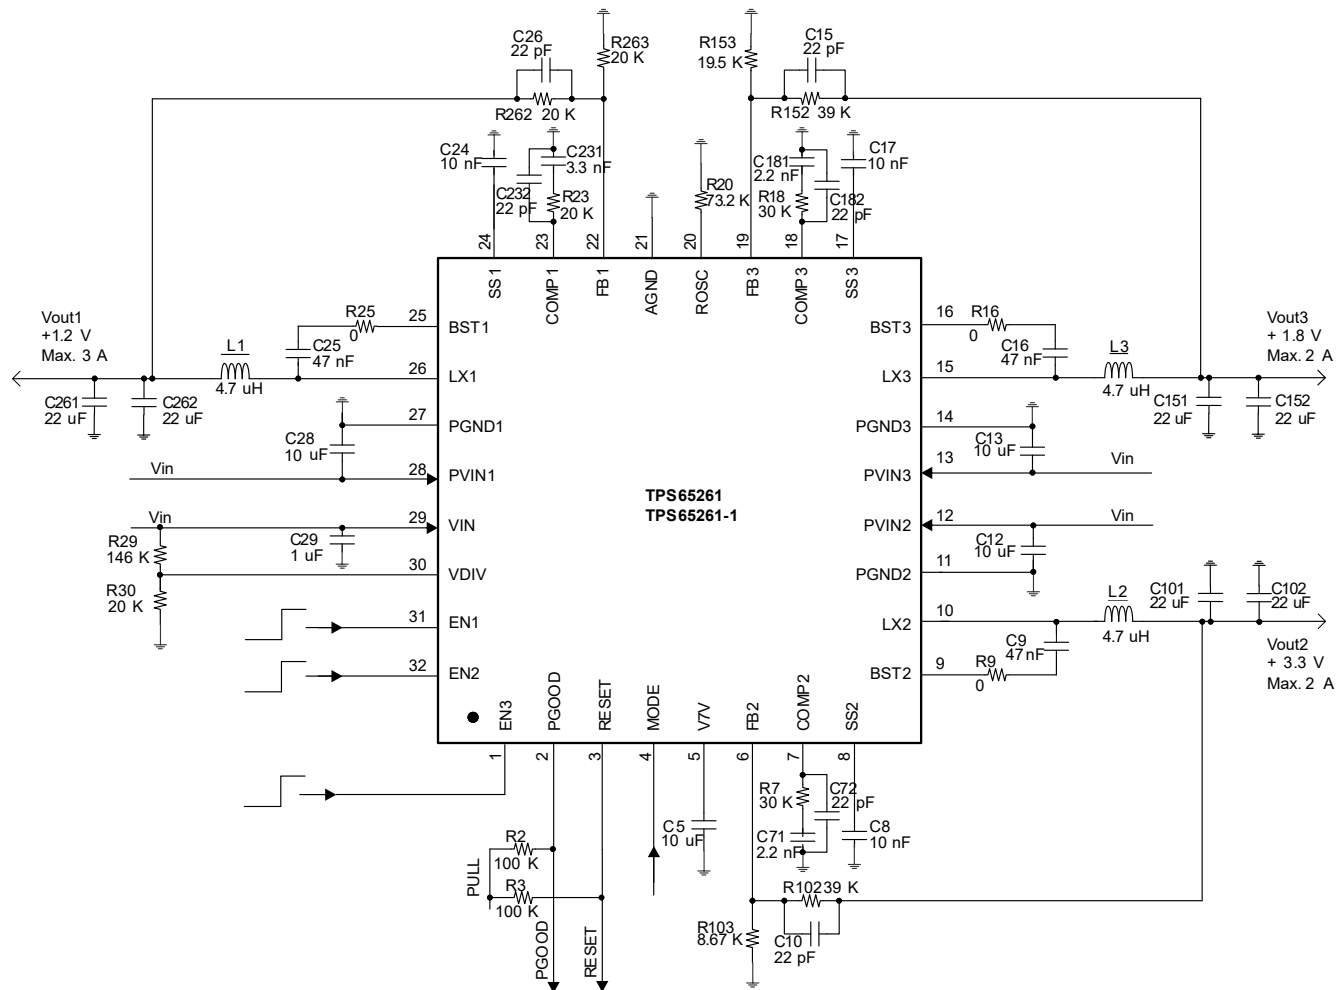 C26
22 pF
R263
20 K
R262 20 K
R153
19.5 K
C15
22 pF
R152 39 K
C24
10 nF
C231
3.3 nF
C232
22 pF
R23
20 K
R20
73.2 K
C181
2.2 nF
R18
30 K
C182
22 pF
C17
10 nF
24
23
22
21
20
19
18
17
SS1
COMP1
FB1
AGND
ROSC
FB3
COMP3
SS3
Vout1
+1.2 V
Max. 3 A
L1
4.7 uH
R25
0
C25
47 nF
C261
22 uF
C262
22 uF
25
BST1
26
LX1
27
PGND1
C28
10 uF
Vin
28
PVIN1
Vin
29
VIN
R29
146 K
C29
1 uF
30
VDIV
R30
20 K
31
EN1
32
EN2
TPS65261
TPS65261-1
BST3
16
R16
0
C16
47 nF
L3
4.7 uH
Vout3
+ 1.8 V
Max. 2 A
LX3
15
C151
22 uF
C152
22 uF
PGND3
14
C13
10 uF
PVIN3
13
Vin
PVIN2
12
Vin
C12
10 uF
PGND2
11
LX2
10
L2
4.7 uH
C101
22 uF
C102
22 uF
C9
47nF
BST2
9
R9
0
Vout2
+ 3.3 V
Max. 2 A
EN3
PGOOD
RESET
MODE
V7V
FB2
COMP2
SS2
1
2
3
4
5
6
7
8
PULL
R2
100 K
R3
100 K
PGOOD
RESET
C5
10 uF
R7
30 K
C72
22 pF
C71
2.2 nF
C8
10 nF
R102 39 K
R103
8.67 K
C10
22 pF